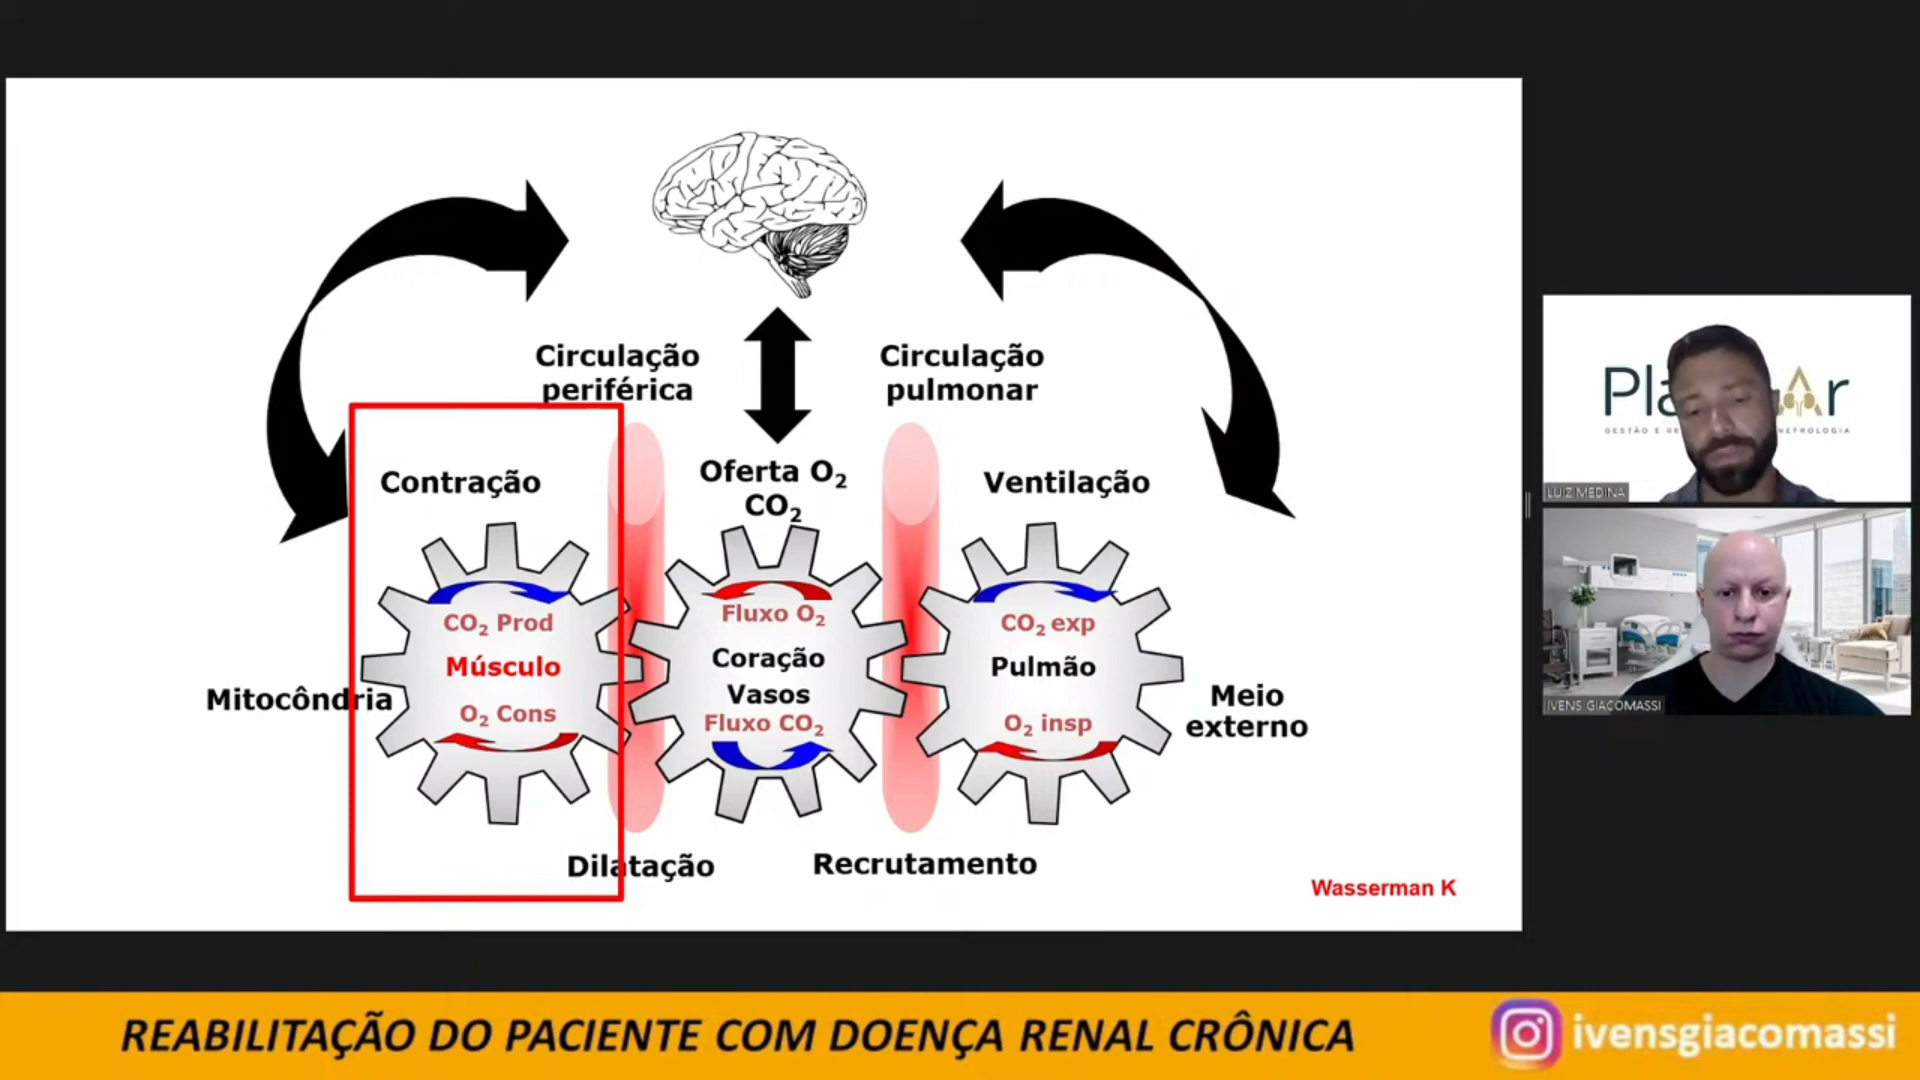 Circulação
periférica
Circulação
pulmonar
Contração
Oferta O₂
CO₂
Ventilação
CO₂ Prod
Músculo
O₂ Cons
Fluxo O₂
Coração
Vasos
Fluxo CO₂
CO₂ exp
Pulmão
O₂ insp
Mitocôndria
Meio
externo
Dilatação
Recrutamento
Wasserman K
LUIZ MEDINA
IVENS GIACOMASSI
REABILITAÇÃO DO PACIENTE COM DOENÇA RENAL CRÔNICA
ivensgiacomassi